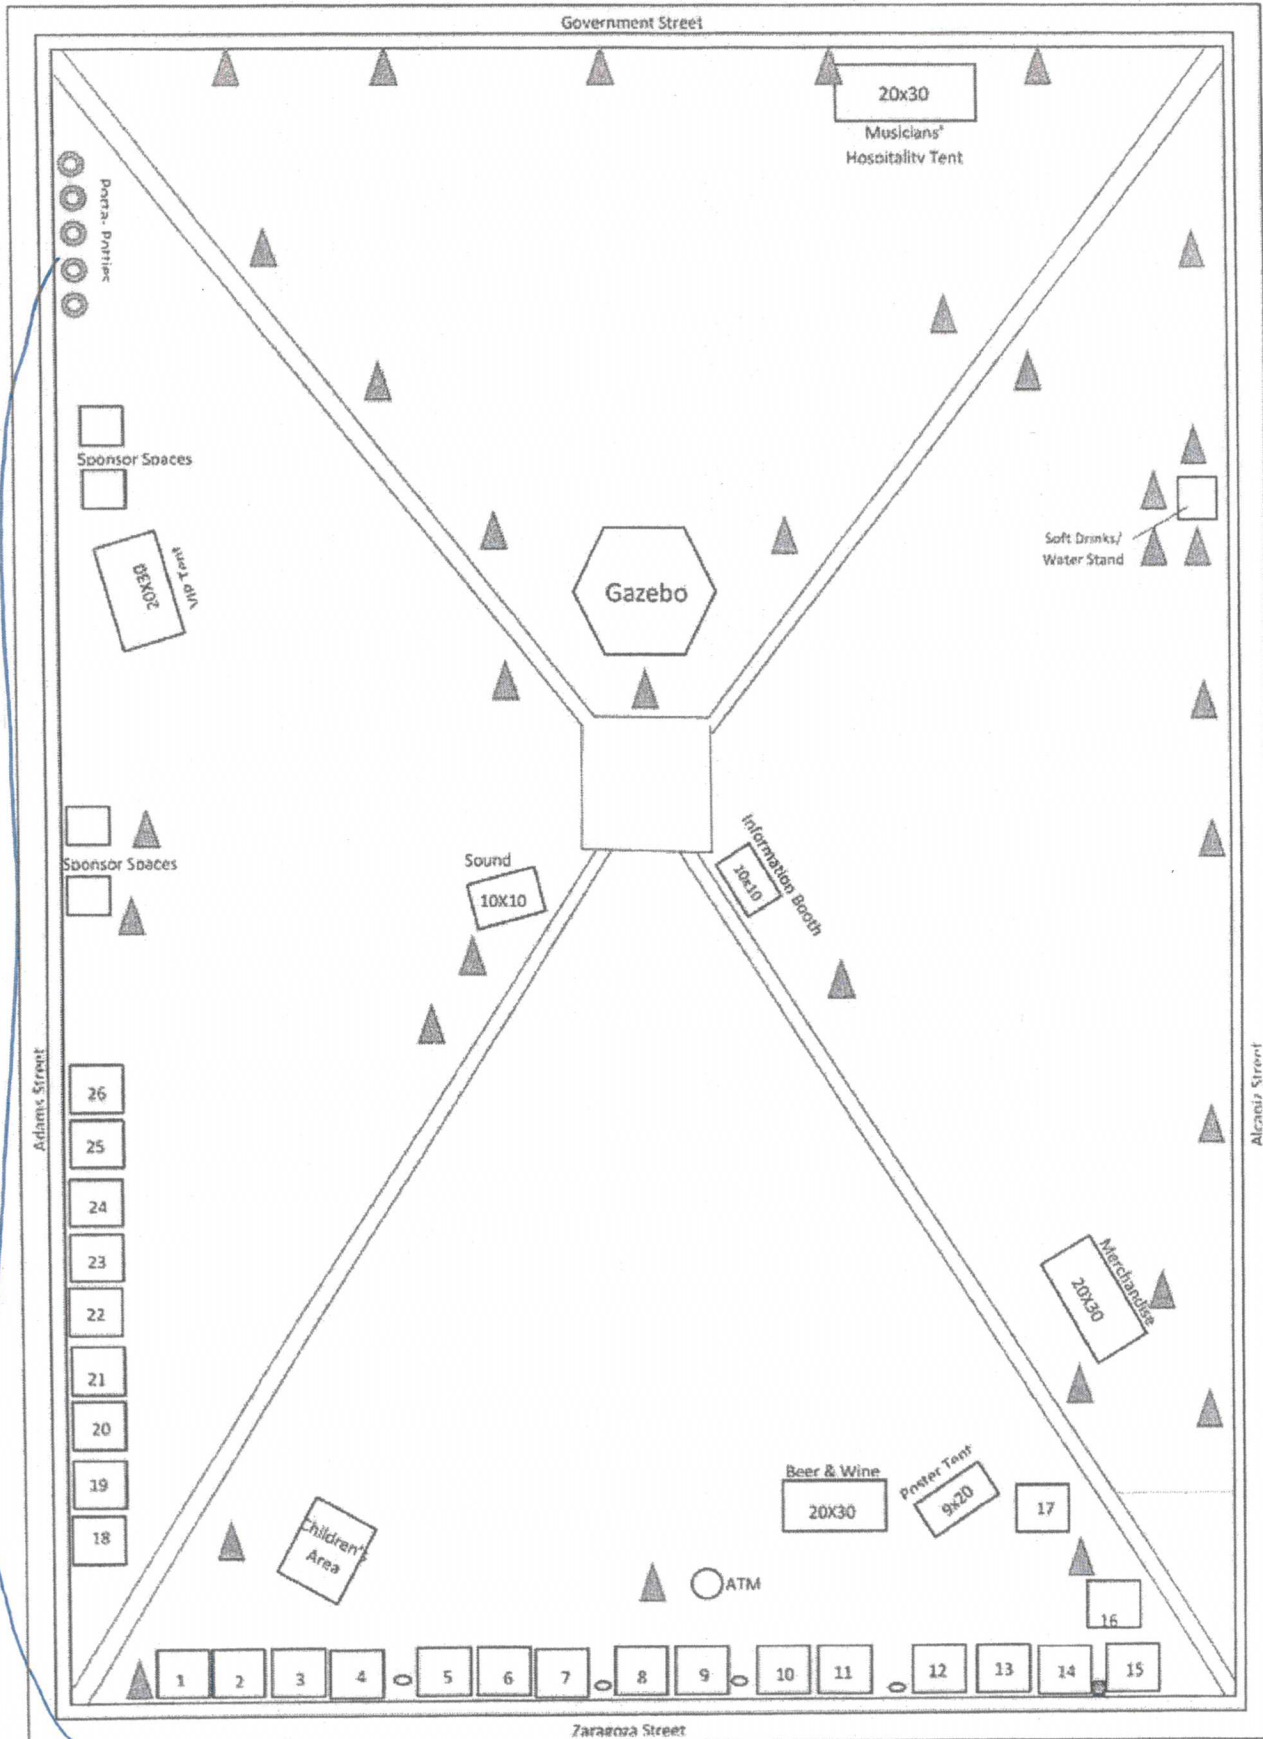 Government Street
20x30
Musicians'
Hospitality Tent
Porta-Potties
Sponsor Spaces
20X30
VIP Tent
Soft Drinks/
Water Stand
Gazebo
Sponsor Spaces
Sound
10X10
Information Booth
10x10
Adams Street
Alcaniz Street
26
25
24
23
22
21
20
19
18
Merchandise
20X30
Children's
Area
Beer & Wine
20X30
Poster Tent
9x20
17
ATM
16
1
2
3
4
5
6
7
8
9
10
11
12
13
14
15
Zaragoza Street